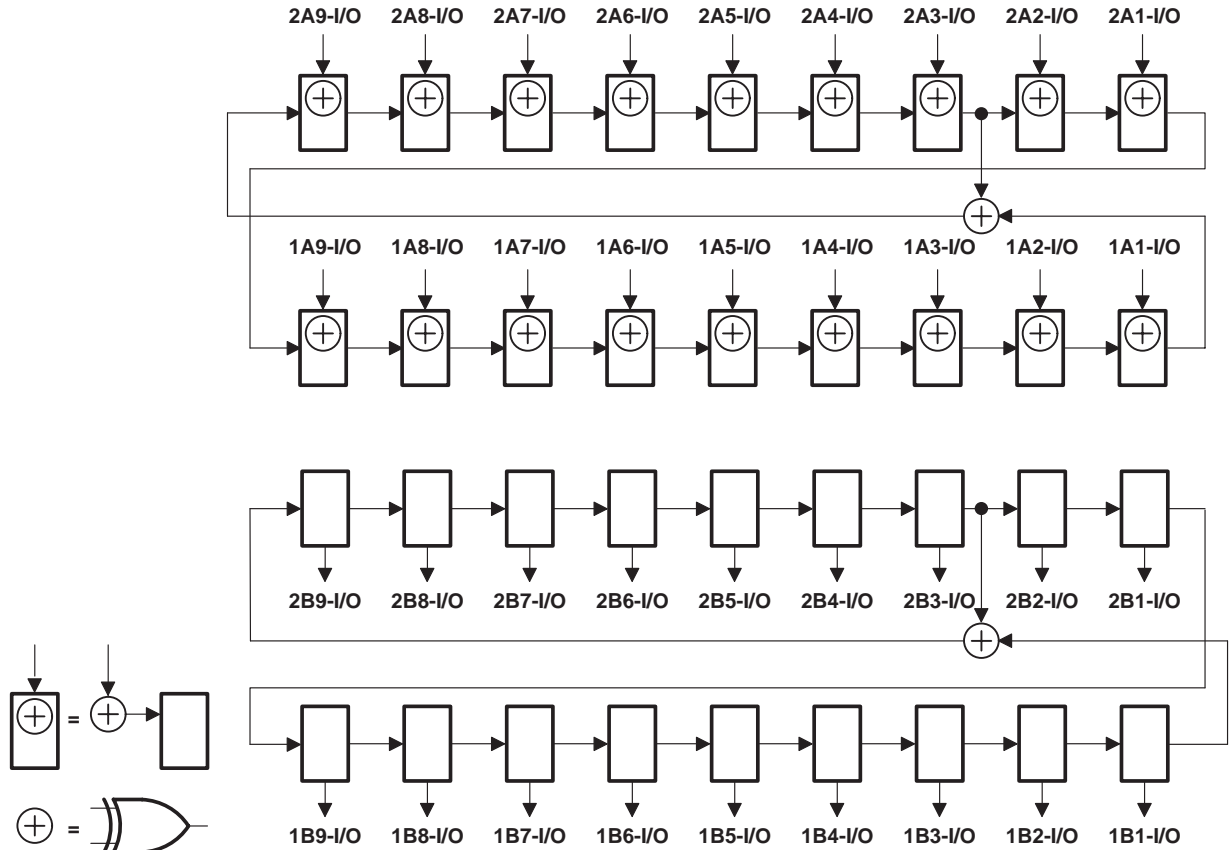 2A9-I/O 2A8-I/O 2A7-I/O 2A6-I/O 2A5-I/O 2A4-I/O 2A3-I/O 2A2-I/O 2A1-I/O
1A9-I/O 1A8-I/O 1A7-I/O 1A6-I/O 1A5-I/O 1A4-I/O 1A3-I/O 1A2-I/O 1A1-I/O
2B9-I/O 2B8-I/O 2B7-I/O 2B6-I/O 2B5-I/O 2B4-I/O 2B3-I/O 2B2-I/O 2B1-I/O
=
=
1B9-I/O 1B8-I/O 1B7-I/O 1B6-I/O 1B5-I/O 1B4-I/O 1B3-I/O 1B2-I/O 1B1-I/O